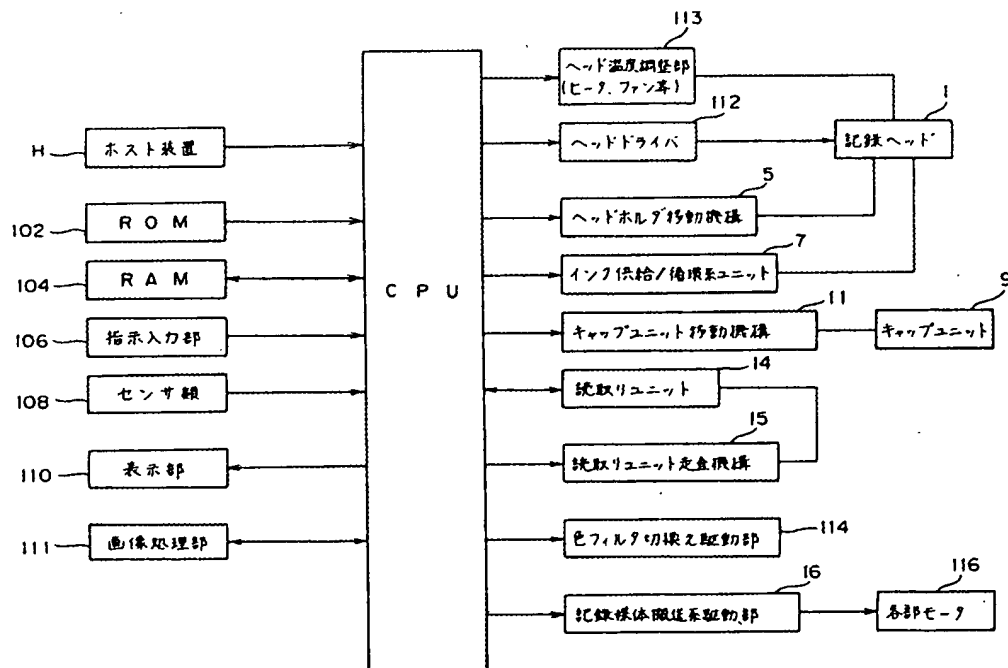 113
ヘッド温度調整部
(ヒータ、ファン等)
112
1
H
ホスト装置
ヘッドドライバ
記録ヘッド
5
102
ROM
ヘッドホルダ移動機構
7
104
RAM
CPU
インク供給/循環系ユニット
11
9
106
指示入力部
キャップユニット移動機構
キャップユニット
14
108
センサ類
読取りユニット
15
110
表示部
読取りユニット走査機構
111
画像処理部
色フィルタ切換え駆動部
114
16
116
記録媒体搬送系駆動部
各部モータ